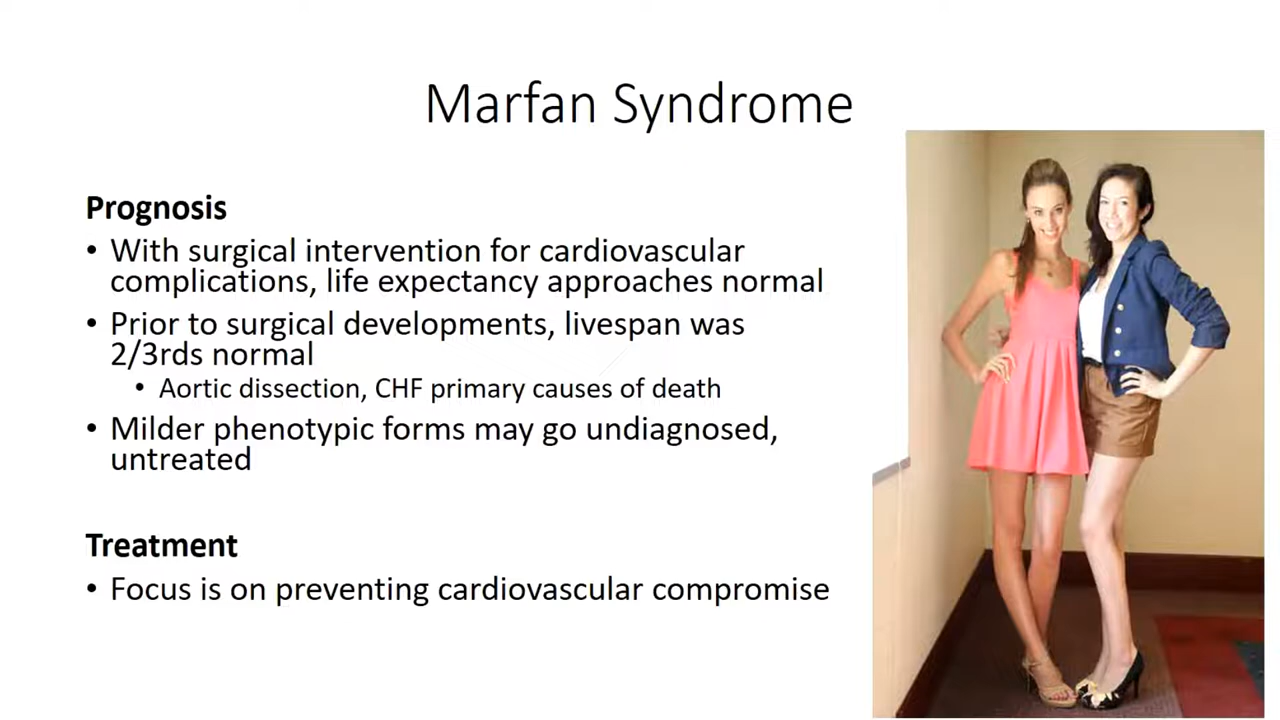 Marfan Syndrome
Prognosis
• With surgical intervention for cardiovascular
complications, life expectancy approaches normal
• Prior to surgical developments, livespan was
2/3rds normal
• Aortic dissection, CHF primary causes of death
• Milder phenotypic forms may go undiagnosed,
untreated
Treatment
• Focus is on preventing cardiovascular compromise